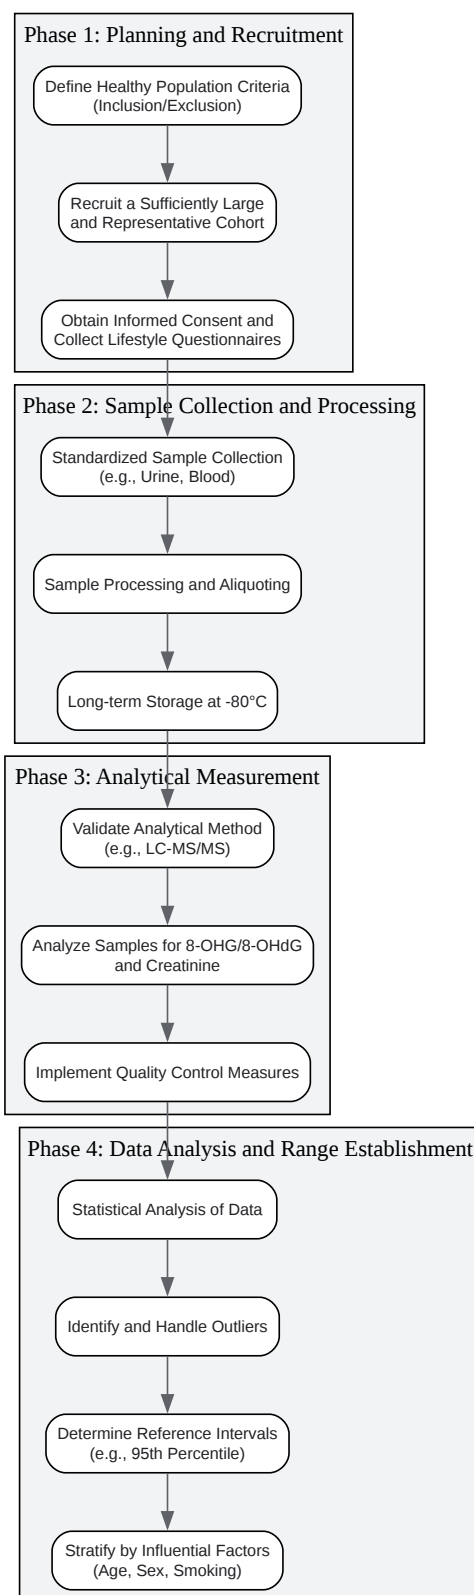 Phase 1: Planning and Recruitment
Define Healthy Population Criteria
(Inclusion/Exclusion)
Recruit a Sufficiently Large
and Representative Cohort
Obtain Informed Consent and
Collect Lifestyle Questionnaires
Phase 2: Sample Collection and Processing
Standardized Sample Collection
(e.g., Urine, Blood)
Sample Processing and Aliquoting
Long-term Storage at -80°C
Phase 3: Analytical Measurement
Validate Analytical Method
(e.g., LC-MS/MS)
Analyze Samples for 8-OHG/8-OHdG
and Creatinine
Implement Quality Control Measures
Phase 4: Data Analysis and Range Establishment
Statistical Analysis of Data
Identify and Handle Outliers
Determine Reference Intervals
(e.g., 95th Percentile)
Stratify by Influential Factors
(Age, Sex, Smoking)